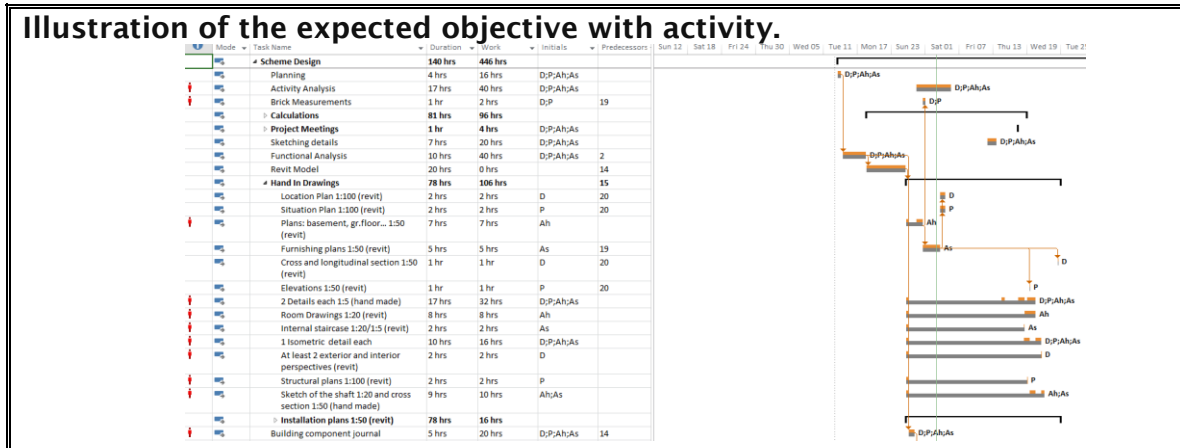 Illustration of the expected objective with activity.
Mode Task Name Duration Work Initials Predecessors Sun 12 Sat 18 Fri 24 Thu 30 Wed 05 Tue 11 Mon 17 Sun 23 Sat 01 Fri 07 Thu 13 Wed 19 Tue 25
Scheme Design 140 hrs 446 hrs
Planning 4 hrs 16 hrs D;P;Ah;As D;P;Ah;As
Activity Analysis 17 hrs 40 hrs D;P;Ah;As D;P;Ah;As
Brick Measurements 1 hr 2 hrs D;P 19 D;P
Calculations 81 hrs 96 hrs
Project Meetings 1 hr 4 hrs D;P;Ah;As
Sketching details 7 hrs 20 hrs D;P;Ah;As D;P;Ah;As
Functional Analysis 10 hrs 40 hrs D;P;Ah;As 2 D;P;Ah;As
Revit Model 20 hrs 0 hrs 14
Hand In Drawings 78 hrs 106 hrs 15
Location Plan 1:100 (revit) 2 hrs 2 hrs D 20 D
Situation Plan 1:100 (revit) 2 hrs 2 hrs P 20 P
Plans: basement, gr.floor... 1:50 7 hrs 7 hrs Ah Ah
(revit)
Furnishing plans 1:50 (revit) 5 hrs 5 hrs As 19 As
Cross and longitudinal section 1:50 1 hr 1 hr D 20 D
(revit)
Elevations 1:50 (revit) 1 hr 1 hr P 20 P
2 Details each 1:5 (hand made) 17 hrs 32 hrs D;P;Ah;As D;P;Ah;As
Room Drawings 1:20 (revit) 8 hrs 8 hrs Ah Ah
Internal staircase 1:20/1:5 (revit) 2 hrs 2 hrs As As
1 Isometric detail each 10 hrs 16 hrs D;P;Ah;As D;P;Ah;As
At least 2 exterior and interior 2 hrs 2 hrs D D
perspectives (revit)
Structural plans 1:100 (revit) 2 hrs 2 hrs P P
Sketch of the shaft 1:20 and cross 9 hrs 10 hrs Ah;As Ah;As
section 1:50 (hand made)
Installation plans 1:50 (revit) 78 hrs 16 hrs
Building component journal 5 hrs 20 hrs D;P;Ah;As 14 D;P;Ah;As